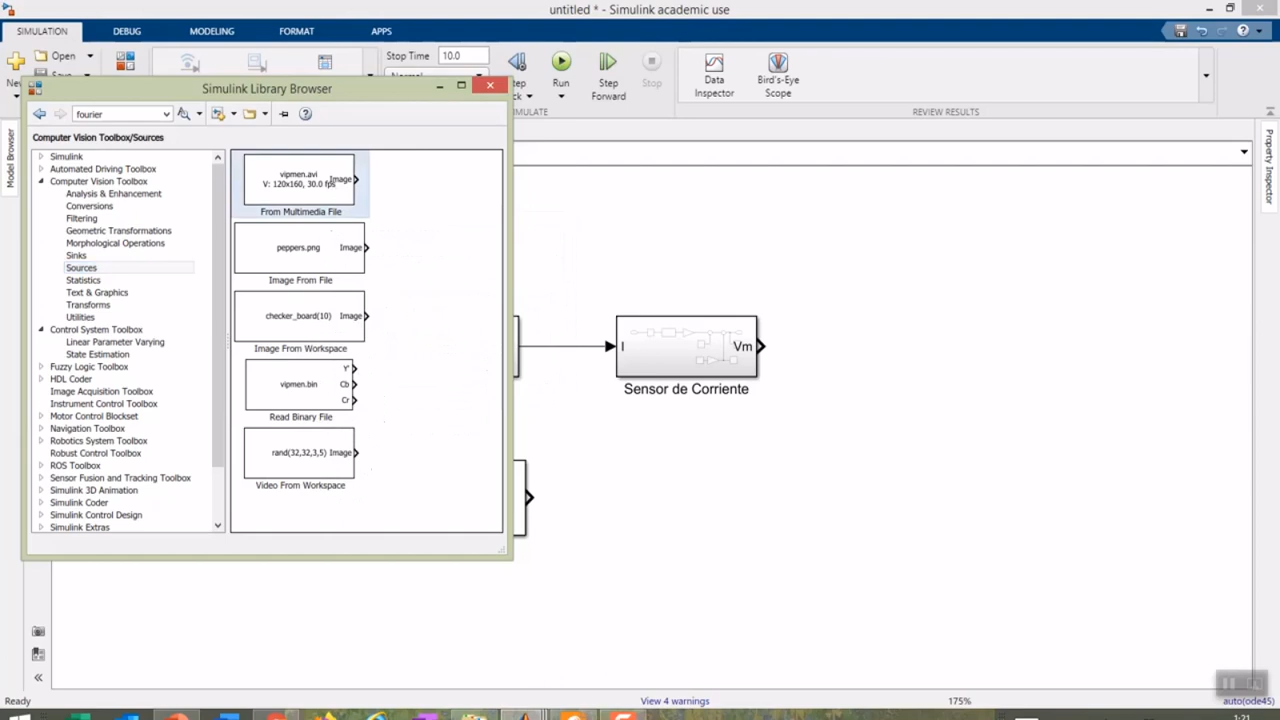 untitled * - Simulink academic use
SIMULATION
DEBUG
MODELING
FORMAT
APPS
Open
Stop Time
10.0
Run
Step
Forward
Stop
Data
Inspector
Bird's-Eye
Scope
REVIEW RESULTS
Simulink Library Browser
fourier
Computer Vision Toolbox/Sources
Simulink
Automated Driving Toolbox
Computer Vision Toolbox
Analysis & Enhancement
Conversions
Filtering
Geometric Transformations
Morphological Operations
Sinks
Sources
Statistics
Text & Graphics
Transforms
Utilities
Control System Toolbox
Linear Parameter Varying
State Estimation
Fuzzy Logic Toolbox
HDL Coder
Image Acquisition Toolbox
Instrument Control Toolbox
Motor Control Blockset
Navigation Toolbox
Robotics System Toolbox
Robust Control Toolbox
ROS Toolbox
Sensor Fusion and Tracking Toolbox
Simulink 3D Animation
Simulink Coder
Simulink Control Design
Simulink Extras
vipmen.avi
V: 120x160, 30.0 fps
Image
From Multimedia File
peppers.png
Image
Image From File
checker_board(10)
Image
Image From Workspace
vipmen.bin
Y'
Cb
Cr
Read Binary File
rand(32,32,3,5)
Image
Video From Workspace
I
Vm
Sensor de Corriente
Model Browser
Property Inspector
Ready
View 4 warnings
175%
auto(ode45)